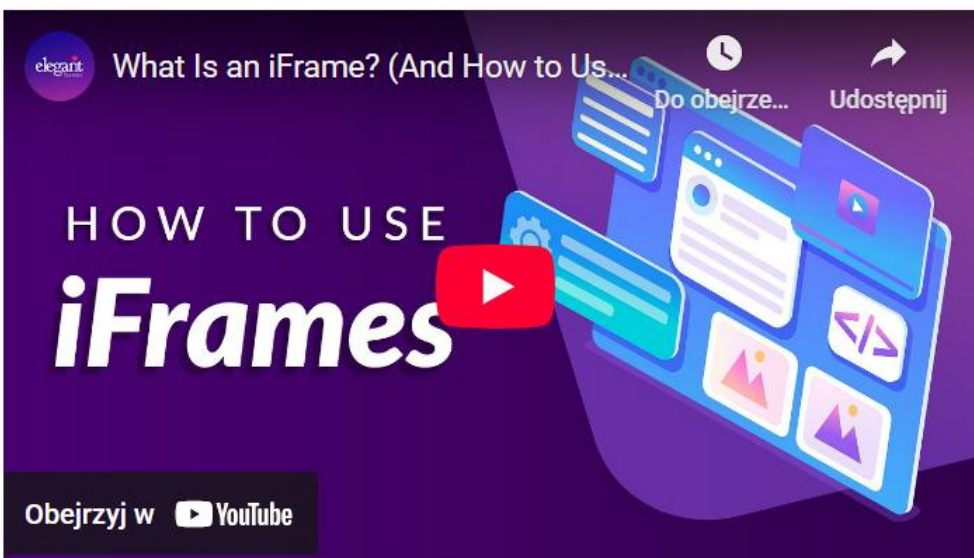 elegant
What Is an iFrame? (And How to Us...
Do obejrze...
Udostępnij
HOW TO USE
iFrames
</>
Obejrzyj w YouTube